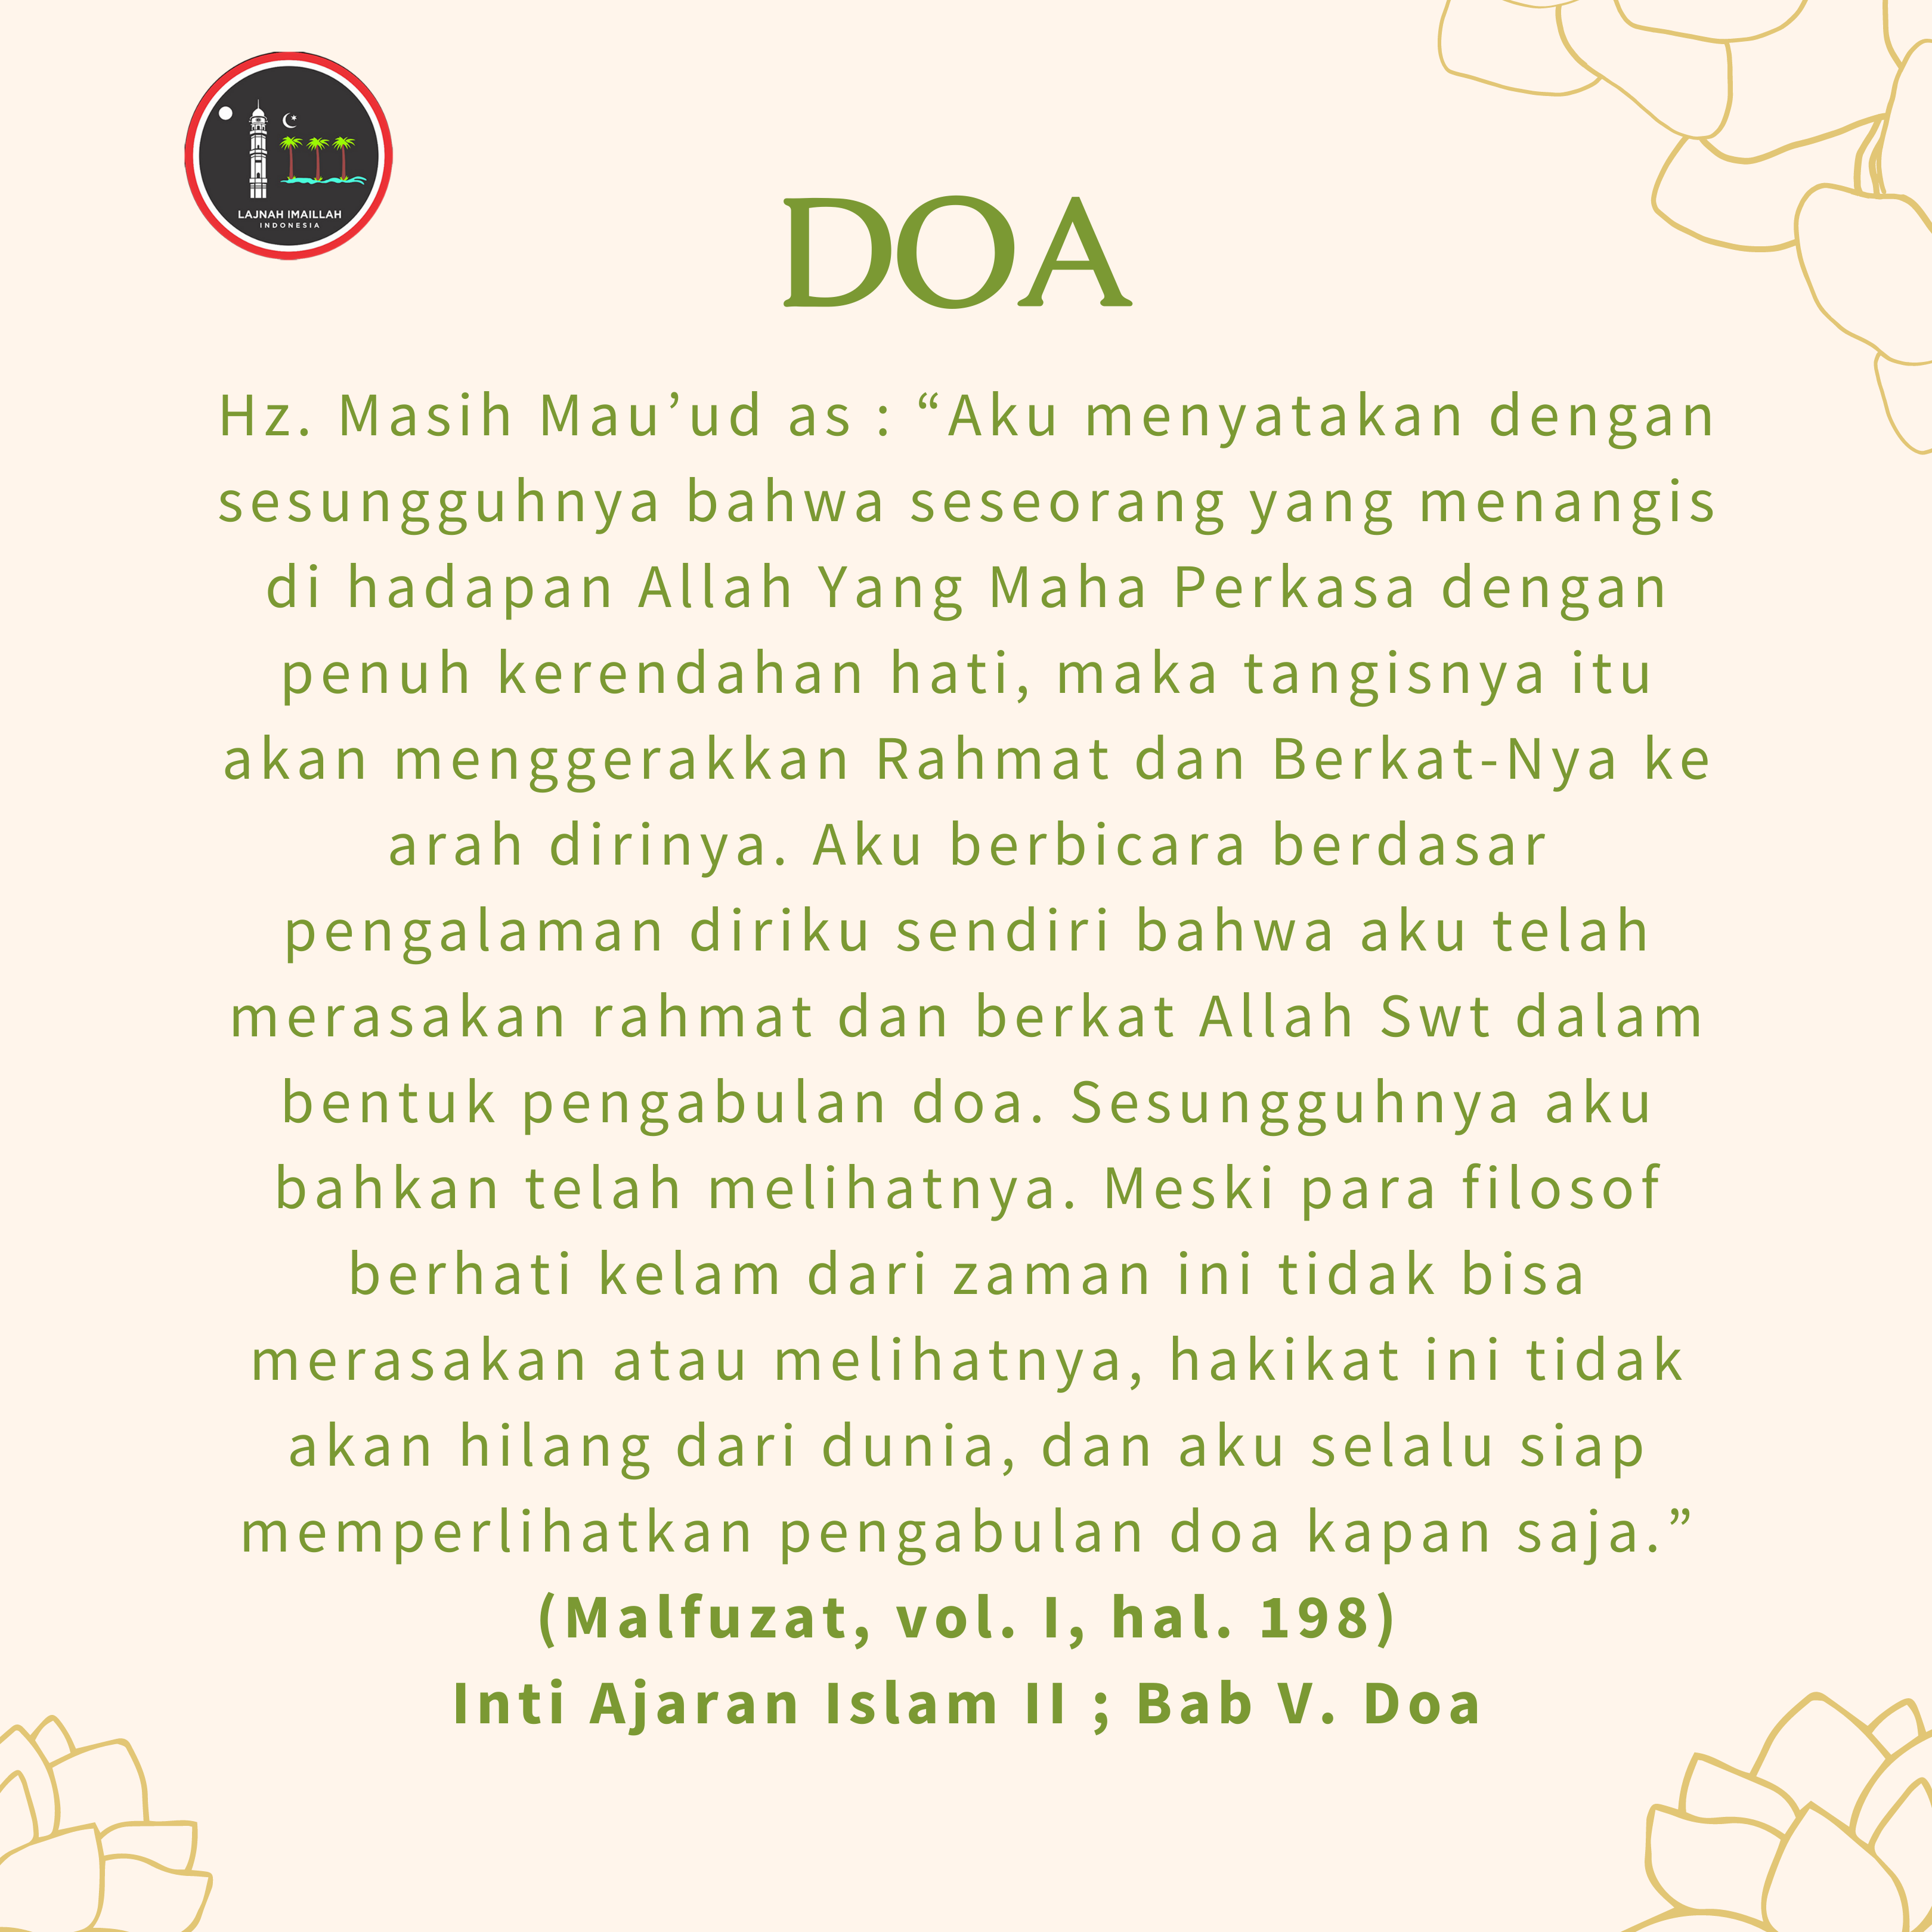 LAJNAH IMAILLAH
INDONESIA
DOA
Hz. Masih Mau’ud as : “Aku menyatakan dengan
sesungguhnya bahwa seseorang yang menangis
di hadapan Allah Yang Maha Perkasa dengan
penuh kerendahan hati, maka tangisnya itu
akan menggerakkan Rahmat dan Berkat-Nya ke
arah dirinya. Aku berbicara berdasar
pengalaman diriku sendiri bahwa aku telah
merasakan rahmat dan berkat Allah Swt dalam
bentuk pengabulan doa. Sesungguhnya aku
bahkan telah melihatnya. Meski para filosof
berhati kelam dari zaman ini tidak bisa
merasakan atau melihatnya, hakikat ini tidak
akan hilang dari dunia, dan aku selalu siap
memperlihatkan pengabulan doa kapan saja.”
(Malfuzat, vol. I, hal. 198)
Inti Ajaran Islam II ; Bab V. Doa